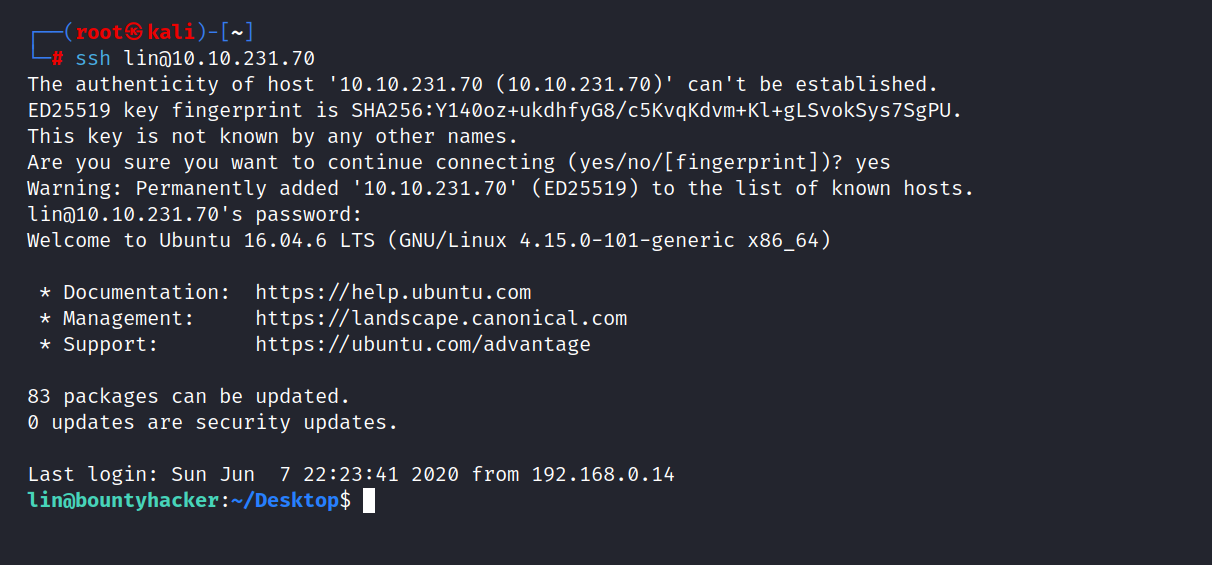 ┌──(root㉿kali)-[~]
└─# ssh lin@10.10.231.70
The authenticity of host '10.10.231.70 (10.10.231.70)' can't be established.
ED25519 key fingerprint is SHA256:Y140oz+ukdhfyG8/c5KvqKdvm+Kl+gLSvokSys7SgPU.
This key is not known by any other names.
Are you sure you want to continue connecting (yes/no/[fingerprint])? yes
Warning: Permanently added '10.10.231.70' (ED25519) to the list of known hosts.
lin@10.10.231.70's password:
Welcome to Ubuntu 16.04.6 LTS (GNU/Linux 4.15.0-101-generic x86_64)
 * Documentation:  https://help.ubuntu.com
 * Management:     https://landscape.canonical.com
 * Support:        https://ubuntu.com/advantage
83 packages can be updated.
0 updates are security updates.
Last login: Sun Jun  7 22:23:41 2020 from 192.168.0.14
lin@bountyhacker:~/Desktop$